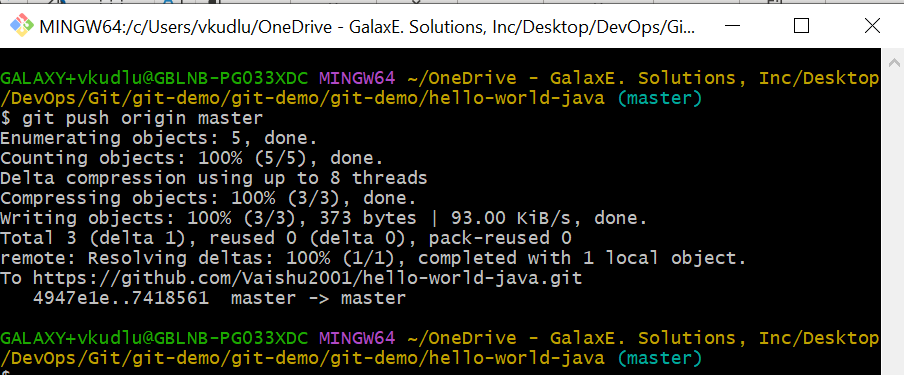 MINGW64:/c/Users/vkudlu/OneDrive - GalaxE. Solutions, Inc/Desktop/DevOps/Gi...
GALAXY+vkudlu@GBLNB-PG033XDC MINGW64 ~/OneDrive - GalaxE. Solutions, Inc/Desktop
/DevOps/Git/git-demo/git-demo/git-demo/hello-world-java (master)
$ git push origin master
Enumerating objects: 5, done.
Counting objects: 100% (5/5), done.
Delta compression using up to 8 threads
Compressing objects: 100% (3/3), done.
Writing objects: 100% (3/3), 373 bytes | 93.00 KiB/s, done.
Total 3 (delta 1), reused 0 (delta 0), pack-reused 0
remote: Resolving deltas: 100% (1/1), completed with 1 local object.
To https://github.com/Vaishu2001/hello-world-java.git
   4947e1e..7418561  master -> master
GALAXY+vkudlu@GBLNB-PG033XDC MINGW64 ~/OneDrive - GalaxE. Solutions, Inc/Desktop
/DevOps/Git/git-demo/git-demo/git-demo/hello-world-java (master)